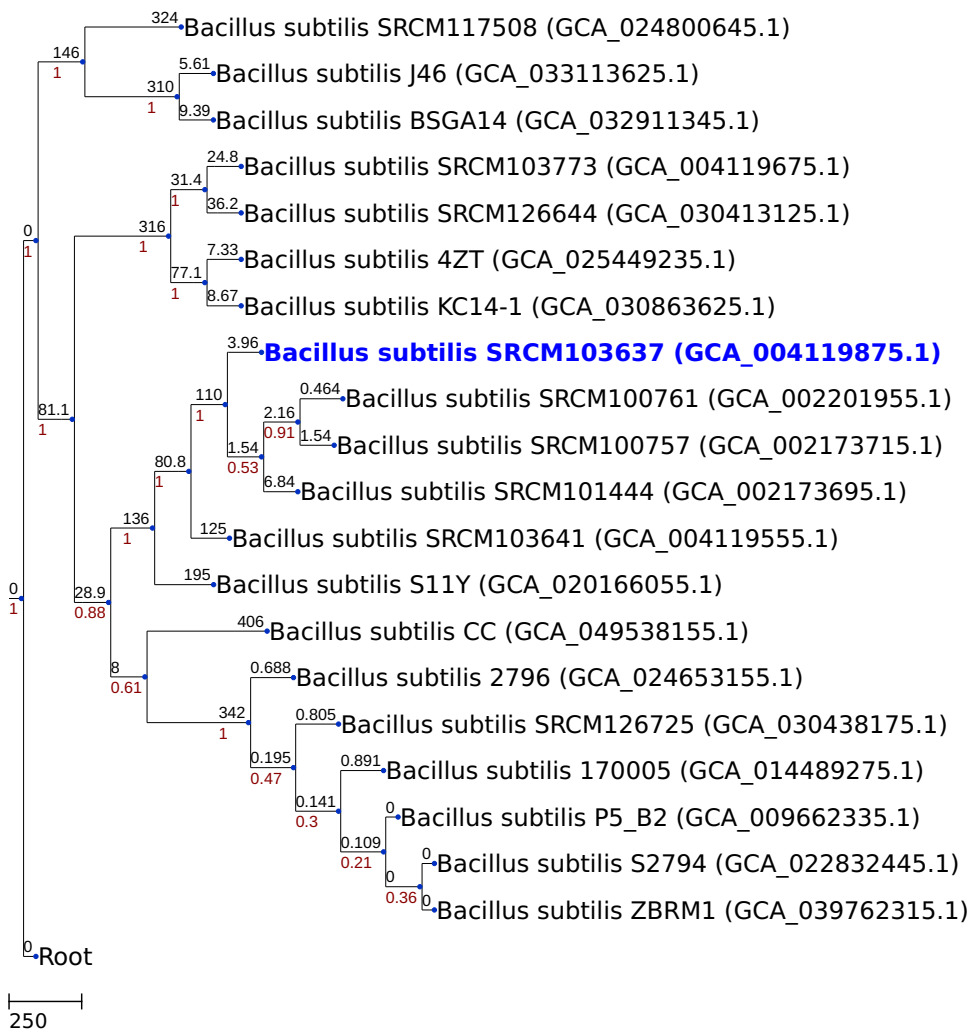 324 Bacillus subtilis SRCM117508 (GCA_024800645.1)
146
1
5.61 Bacillus subtilis J46 (GCA_033113625.1)
310
1
9.39 Bacillus subtilis BSGA14 (GCA_032911345.1)
24.8 Bacillus subtilis SRCM103773 (GCA_004119675.1)
31.4
1
36.2 Bacillus subtilis SRCM126644 (GCA_030413125.1)
0
1
316
1
7.33 Bacillus subtilis 4ZT (GCA_025449235.1)
77.1
1
8.67 Bacillus subtilis KC14-1 (GCA_030863625.1)
3.96 Bacillus subtilis SRCM103637 (GCA_004119875.1)
110
1
0.464 Bacillus subtilis SRCM100761 (GCA_002201955.1)
81.1
1
2.16
0.91
1.54 Bacillus subtilis SRCM100757 (GCA_002173715.1)
1.54
0.53
80.8
1
6.84 Bacillus subtilis SRCM101444 (GCA_002173695.1)
136
1
125 Bacillus subtilis SRCM103641 (GCA_004119555.1)
195 Bacillus subtilis S11Y (GCA_020166055.1)
0
1
28.9
0.88
406 Bacillus subtilis CC (GCA_049538155.1)
8
0.61
0.688 Bacillus subtilis 2796 (GCA_024653155.1)
342
1
0.805 Bacillus subtilis SRCM126725 (GCA_030438175.1)
0.195
0.47
0.891 Bacillus subtilis 170005 (GCA_014489275.1)
0.141
0.3
0 Bacillus subtilis P5_B2 (GCA_009662335.1)
0.109
0.21
0 Bacillus subtilis S2794 (GCA_022832445.1)
0
0.36
0 Bacillus subtilis ZBRM1 (GCA_039762315.1)
0 Root
250